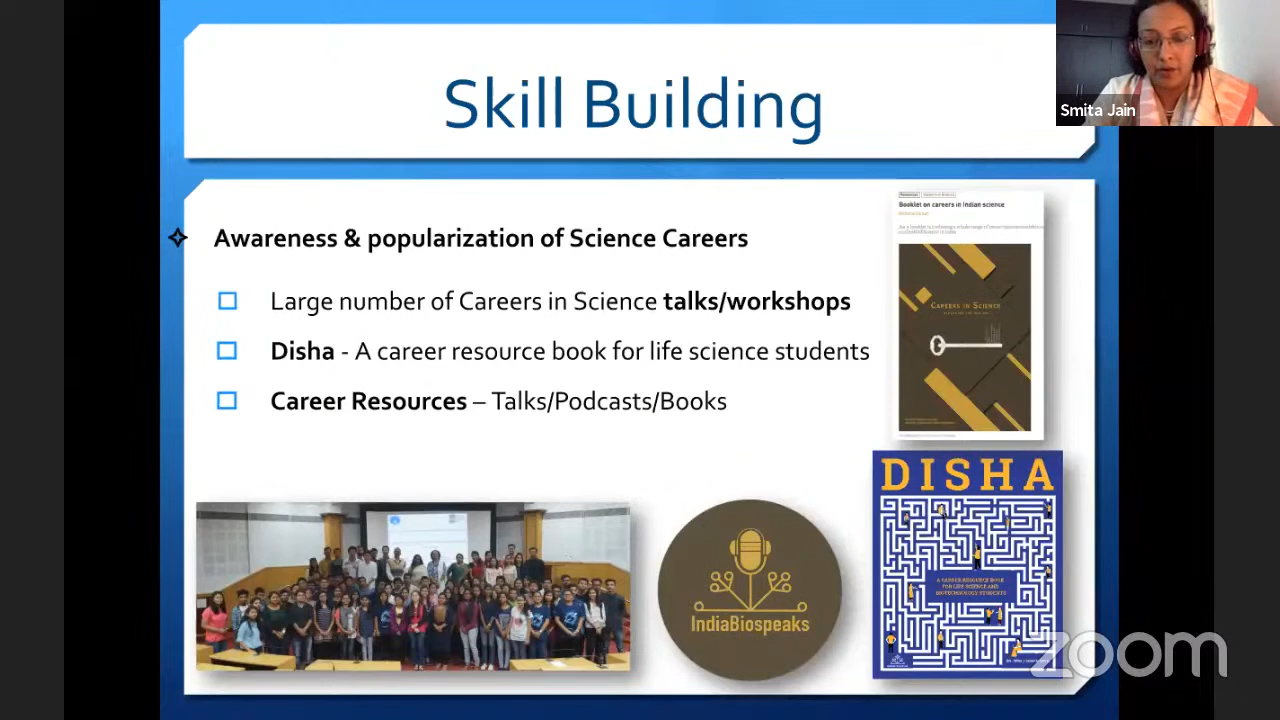 Skill Building
Smita Jain
Awareness & popularization of Science Careers
Large number of Careers in Science talks/workshops
Disha - A career resource book for life science students
Career Resources – Talks/Podcasts/Books
Booklet on careers in Indian science
CAREERS IN SCIENCE
IndiaBiospeaks
DISHA
A CAREER RESOURCE BOOK
FOR LIFE SCIENCE AND
BIOTECHNOLOGY STUDENTS
zoom